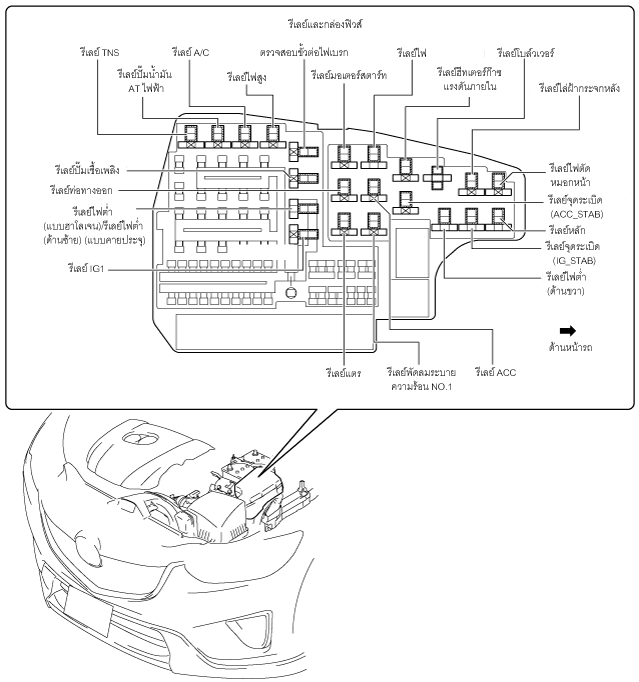 รีเลย์และกล่องฟิวส์
รีเลย์ TNS
รีเลย์ A/C
ตรวจสอบขั้วต่อไฟเบรก
รีเลย์ไฟ
รีเลย์โบล์วเวอร์
รีเลย์ปั๊มน้ำมัน
AT ไฟฟ้า
รีเลย์ไฟสูง
รีเลย์มอเตอร์สตาร์ท
รีเลย์ฮีทเตอร์ก๊าซ
แรงดันภายใน
รีเลย์ไล่ฝ้ากระจกหลัง
รีเลย์ปั๊มเชื้อเพลิง
รีเลย์ท่อทางออก
รีเลย์ไฟต่ำ
(แบบฮาโลเจน)/รีเลย์ไฟต่ำ
(ด้านซ้าย) (แบบคายประจุ)
รีเลย์ IG1
รีเลย์ไฟตัด
หมอกหน้า
รีเลย์จุดระเบิด
(ACC_STAB)
รีเลย์หลัก
รีเลย์จุดระเบิด
(IG_STAB)
รีเลย์ไฟต่ำ
(ด้านขวา)
ด้านหน้ารถ
รีเลย์แตร
รีเลย์พัดลมระบาย
ความร้อน NO.1
รีเลย์ ACC